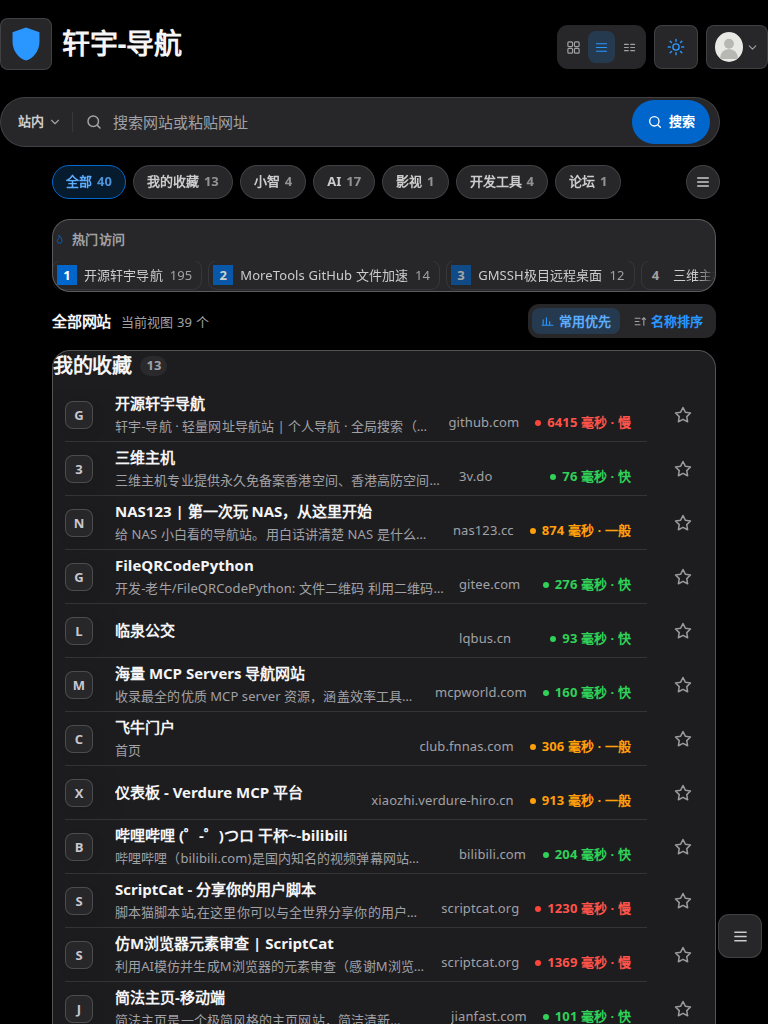 轩宇-导航
站内 搜索网站或粘贴网址 搜索
全部 40 我的收藏 13 小智 4 AI 17 影视 1 开发工具 4 论坛 1
热门访问
1 开源轩宇导航 195 2 MoreTools GitHub 文件加速 14 3 GMSSH极目远程桌面 12 4 三维主
全部网站 当前视图 39 个 常用优先 名称排序
我的收藏 13
G 开源轩宇导航
轩宇-导航 · 轻量网址导航站 | 个人导航 · 全局搜索（... github.com 6415 毫秒 · 慢
3 三维主机
三维主机专业提供永久免备案香港空间、香港高防空间... 3v.do 76 毫秒 · 快
N NAS123 | 第一次玩 NAS，从这里开始
给 NAS 小白看的导航站。用白话讲清楚 NAS 是什么... nas123.cc 874 毫秒 · 一般
G FileQRCodePython
开发-老牛/FileQRCodePython: 文件二维码 利用二维码... gitee.com 276 毫秒 · 快
L 临泉公交 lqbus.cn 93 毫秒 · 快
M 海量 MCP Servers 导航网站
收录最全的优质 MCP server 资源，涵盖效率工具... mcpworld.com 160 毫秒 · 快
C 飞牛门户
首页 club.fnnas.com 306 毫秒 · 一般
X 仪表板 - Verdure MCP 平台 xiaozhi.verdure-hiro.cn 913 毫秒 · 一般
B 哔哩哔哩 (゜-゜)つロ 干杯~-bilibili
哔哩哔哩（bilibili.com)是国内知名的视频弹幕网站... bilibili.com 204 毫秒 · 快
S ScriptCat - 分享你的用户脚本
脚本猫脚本站,在这里你可以与全世界分享你的用户... scriptcat.org 1230 毫秒 · 慢
S 仿M浏览器元素审查 | ScriptCat
利用AI模仿并生成M浏览器的元素审查（感谢M浏览... scriptcat.org 1369 毫秒 · 慢
J 简法主页-移动端
简法主页是一个极简风格的主页网站，简洁清新... jianfast.com 101 毫秒 · 快